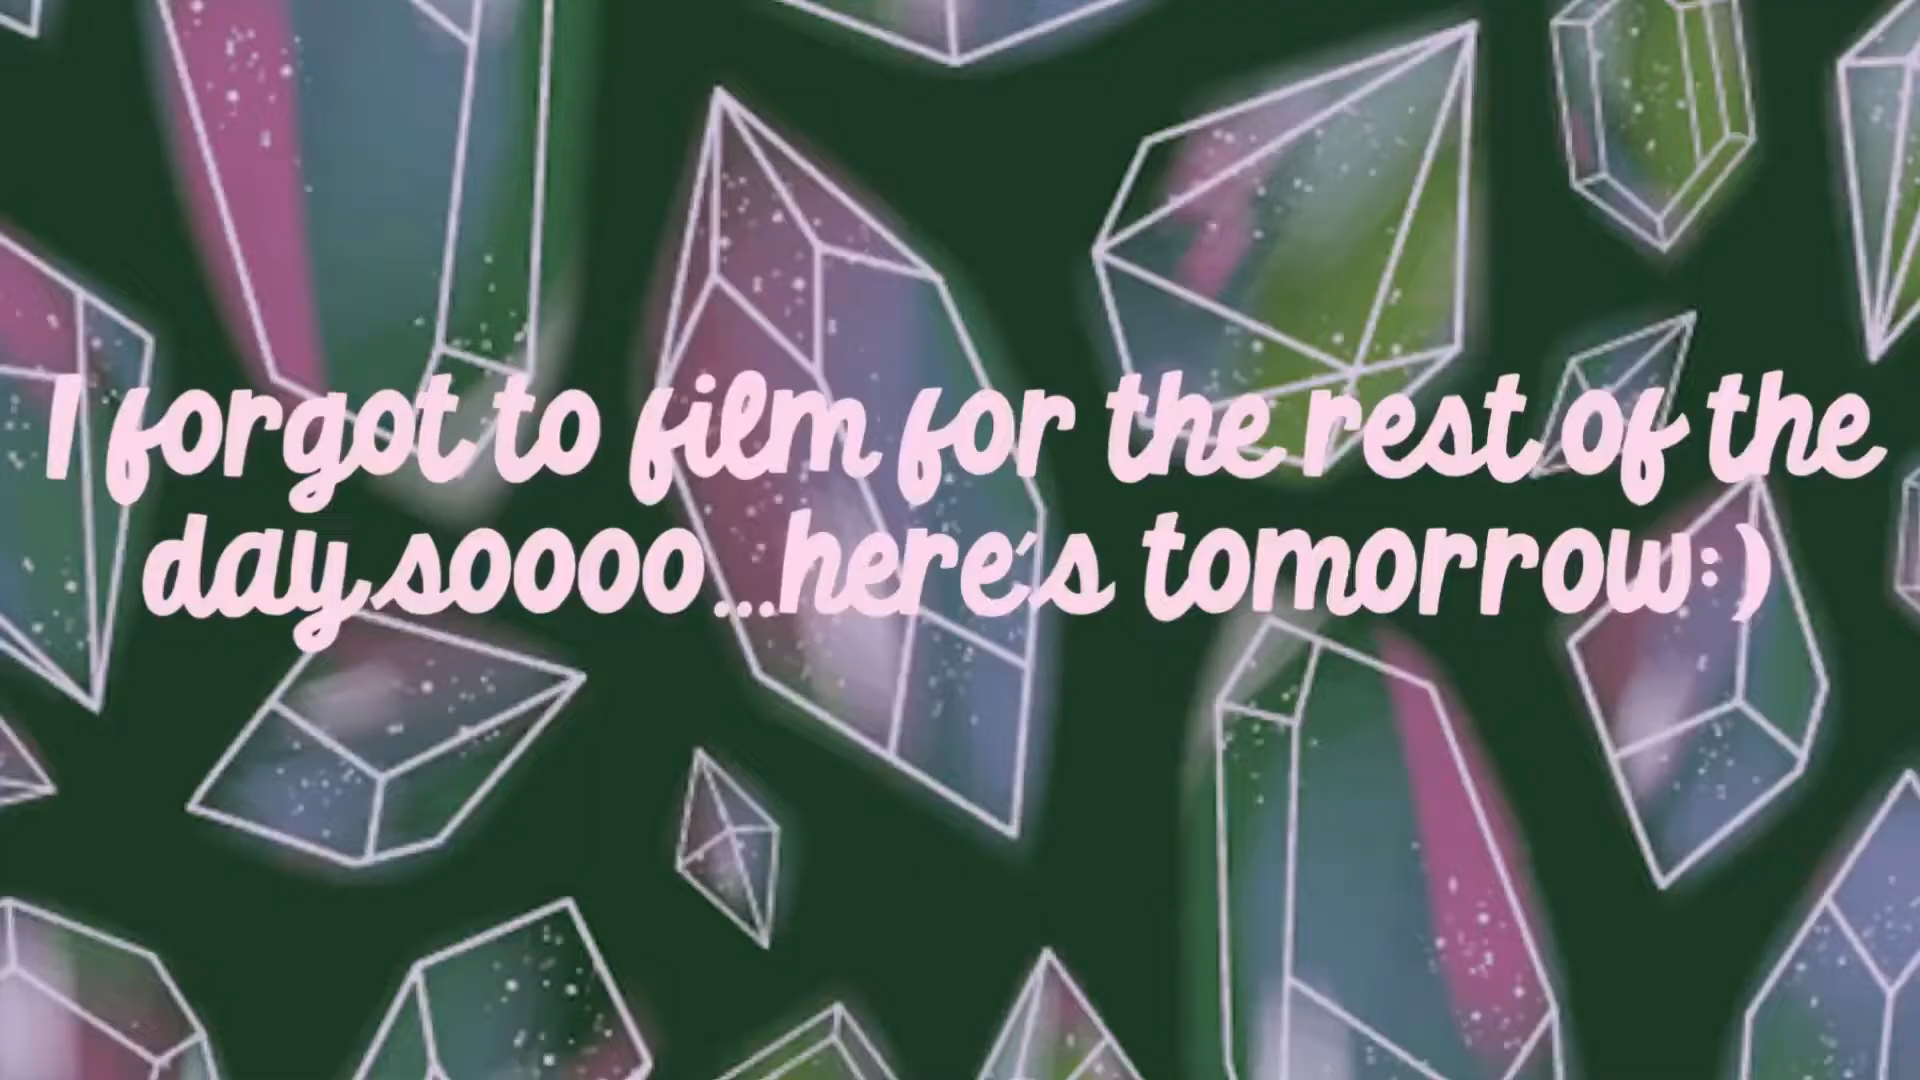 I forgot to film for the rest of the
day soooo...here's tomorrow:)